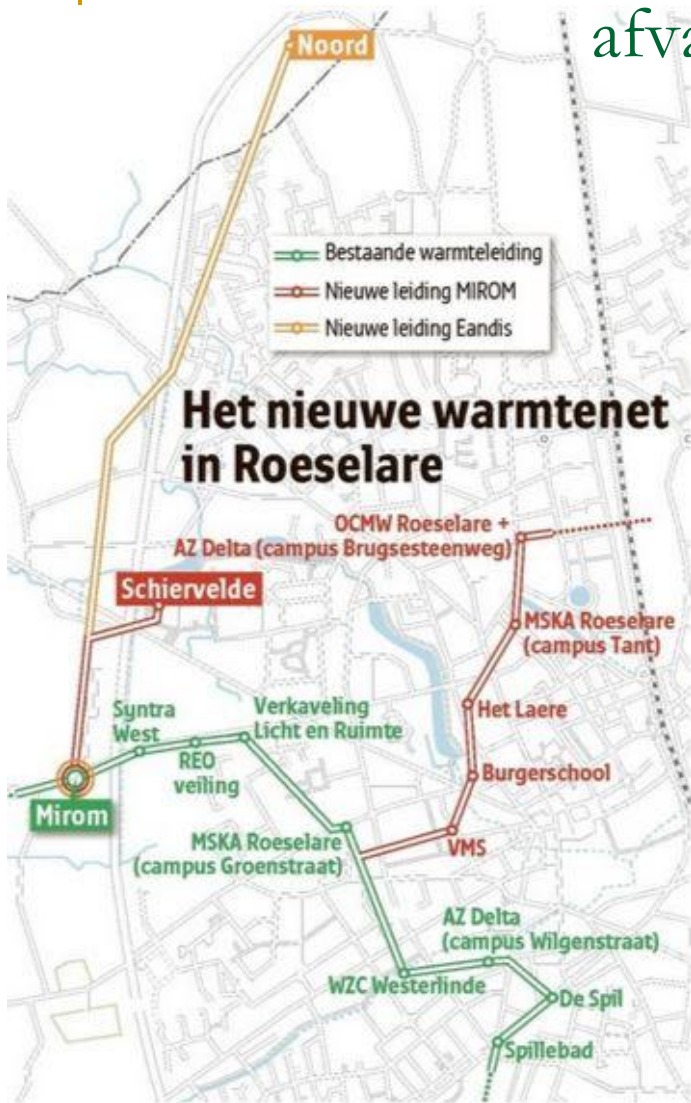 afva
Noord
Bestaande warmteleiding
Nieuwe leiding MIROM
Nieuwe leiding Eandis
Het nieuwe warmtenet
in Roeselare
OCMW Roeselare +
AZ Delta (campus Brugsesteenweg)
Schiervelde
MSKA Roeselare
(campus Tant)
Syntra
West
Verkaveling
Licht en Ruimte
Het Laere
REO
veiling
Burgerschool
Mirom
MSKA Roeselare
(campus Groenstraat)
VMS
AZ Delta
(campus Wilgenstraat)
WZC Westerlinde
De Spil
Spillebad